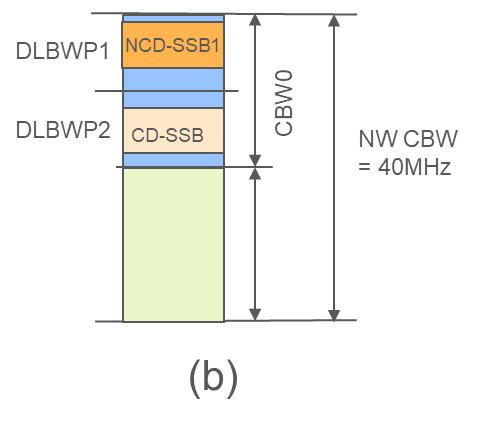 DLBWP1
NCD-SSB1
DLBWP2
CD-SSB
CBW0
NW CBW
= 40MHz
(b)